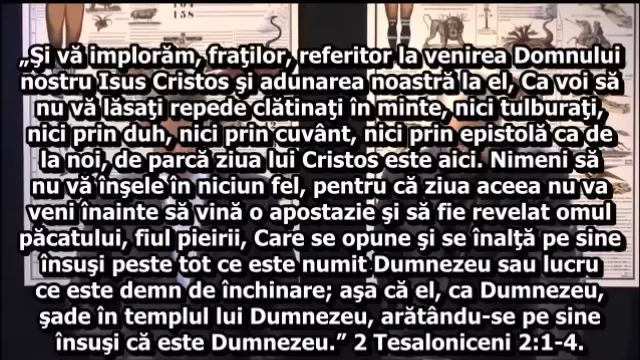 „Şi vă implorăm, fraţilor, referitor la venirea Domnului
nostru Isus Cristos şi adunarea noastră la el, Ca voi să
nu vă lăsaţi repede clătinaţi în minte, nici tulburaţi,
nici prin duh, nici prin cuvânt, nici prin epistolă ca de
la noi, de parcă ziua lui Cristos este aici. Nimeni să
nu vă înşele în niciun fel, pentru că ziua aceea nu va
veni înainte să vină o apostazie şi să fie revelat omul
păcatului, fiul pieirii, Care se opune şi se înalţă pe sine
însuşi peste tot ce este numit Dumnezeu sau lucru
ce este demn de închinare; aşa că el, ca Dumnezeu,
şade în templul lui Dumnezeu, arătându-se pe sine
însuşi că este Dumnezeu.” 2 Tesaloniceni 2:1-4.